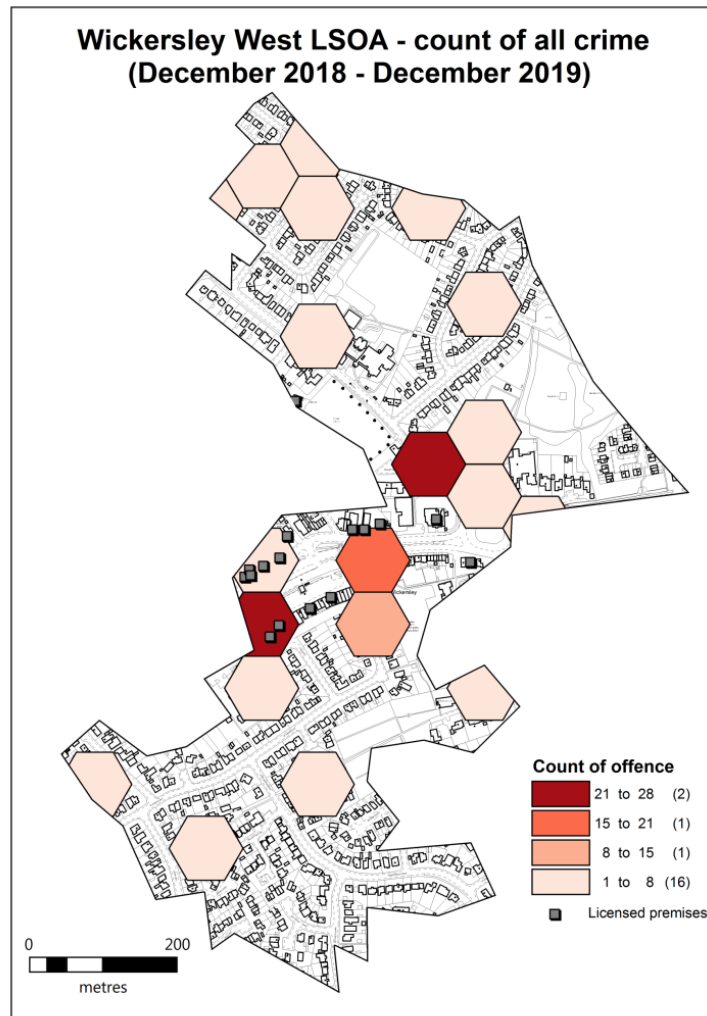 Wickersley West LSOA - count of all crime
(December 2018 - December 2019)
Wickersley
Count of offence
21 to 28 (2)
15 to 21 (1)
8 to 15 (1)
1 to 8 (16)
Licensed premises
0 200
metres